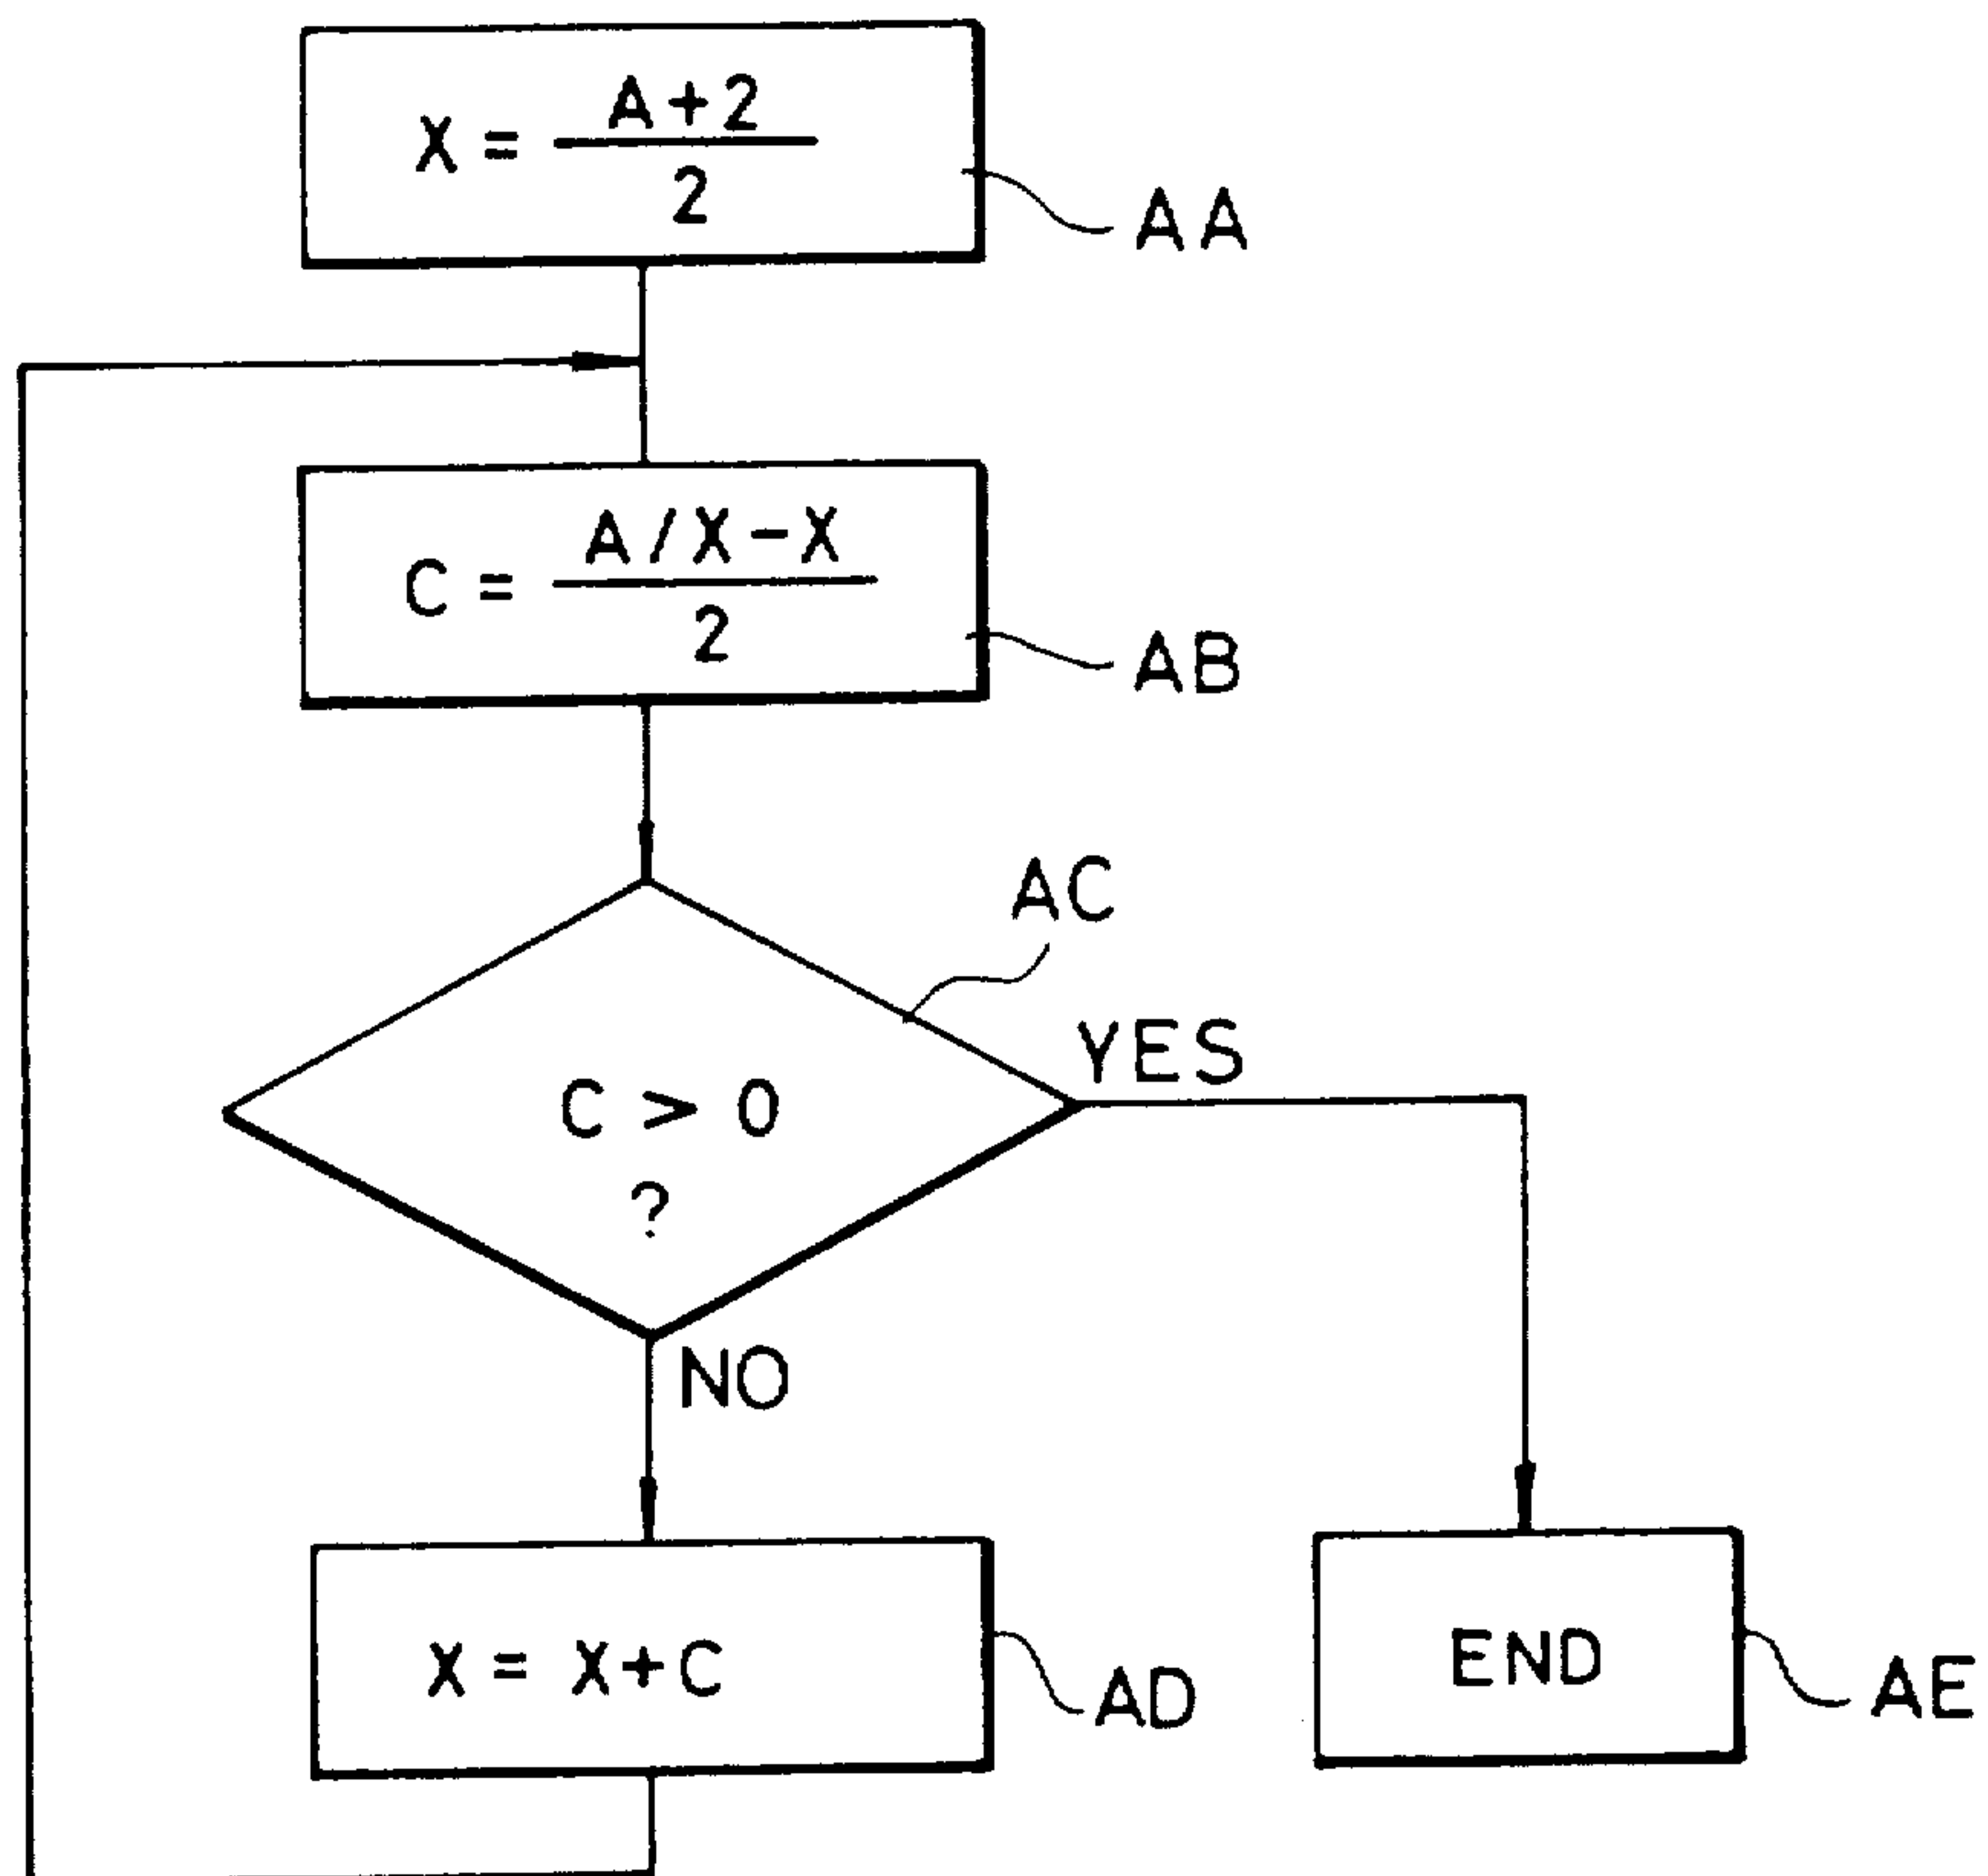 X = A+2 / 2
AA
C = A/X-X / 2
AB
AC
YES
C > 0
?
NO
X = X+C
AD
END
AE